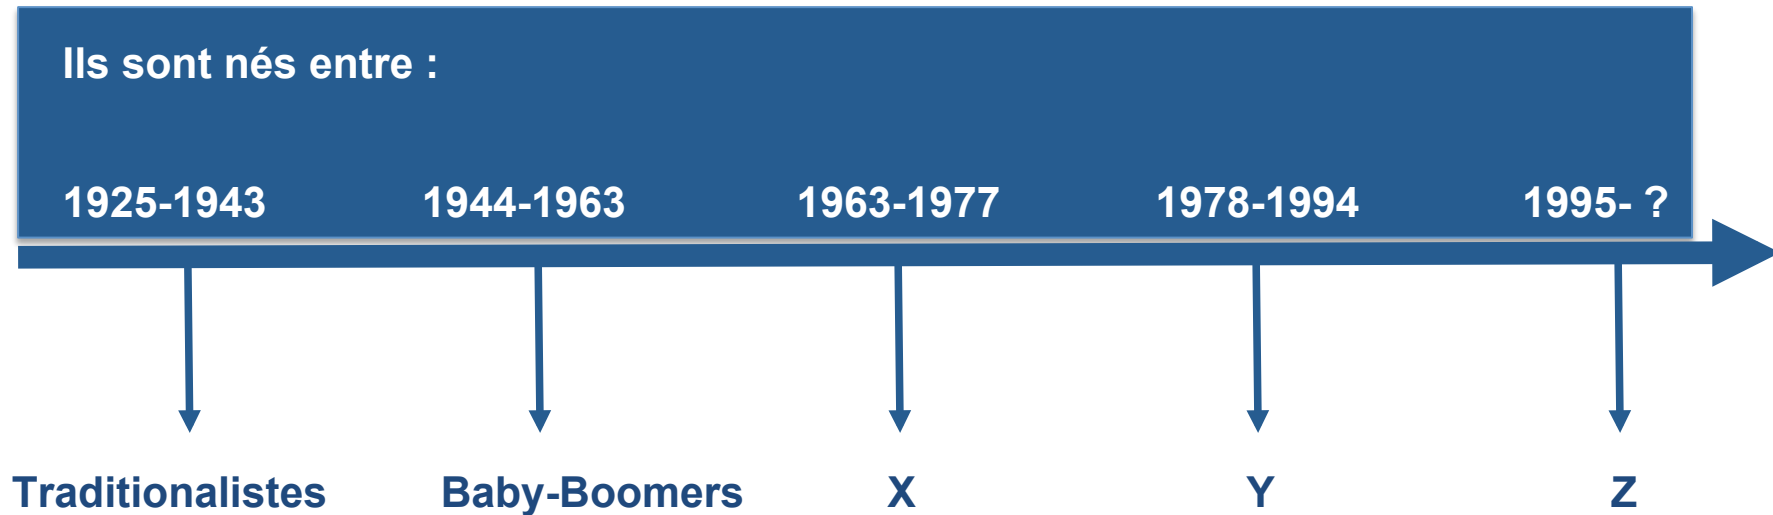 Ils sont nés entre :
1925-1943 1944-1963 1963-1977 1978-1994 1995- ?
Traditionalistes Baby-Boomers X Y Z